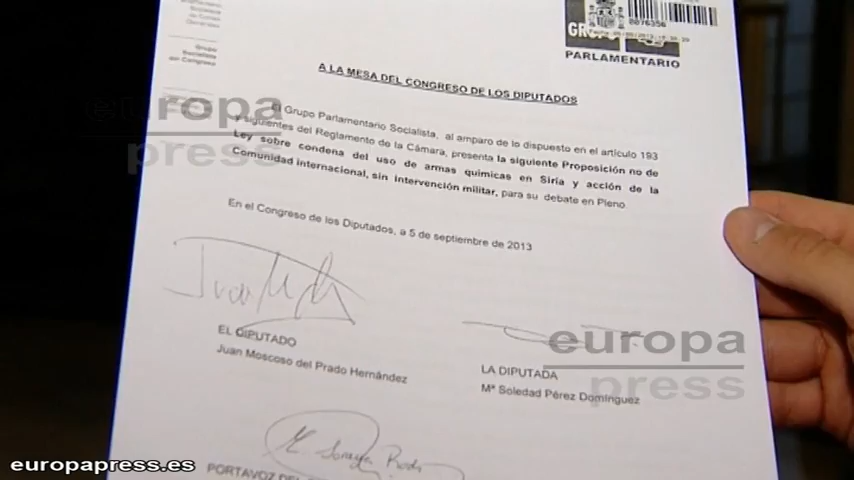 Grupo
Socialista
del Congreso
0076356
GRUPO
PARLAMENTARIO
A LA MESA DEL CONGRESO DE LOS DIPUTADOS
El Grupo Parlamentario Socialista, al amparo de lo dispuesto en el artículo 193
y siguientes del Reglamento de la Cámara, presenta la siguiente Proposición no de
Ley sobre condena del uso de armas químicas en Siria y acción de la
Comunidad internacional, sin intervención militar, para su debate en Pleno
En el Congreso de los Diputados, a 5 de septiembre de 2013
EL DIPUTADO
Juan Moscoso del Prado Hernández
LA DIPUTADA
Mª Soledad Pérez Domínguez
PORTAVOZ DEL
europa
press
europa
press
europapress.es